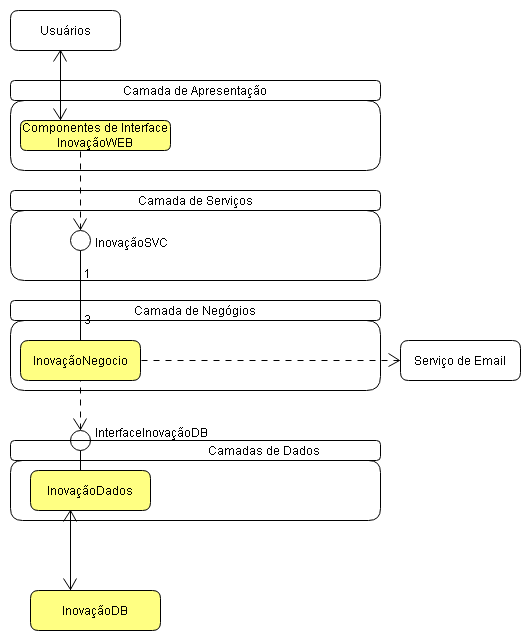 Usuários
Camada de Apresentação
Componentes de Interface
InovaçãoWEB
Camada de Serviços
InovaçãoSVC
1
Camada de Negógios
3
InovaçãoNegocio
Serviço de Email
InterfaceInovaçãoDB
Camadas de Dados
InovaçãoDados
InovaçãoDB